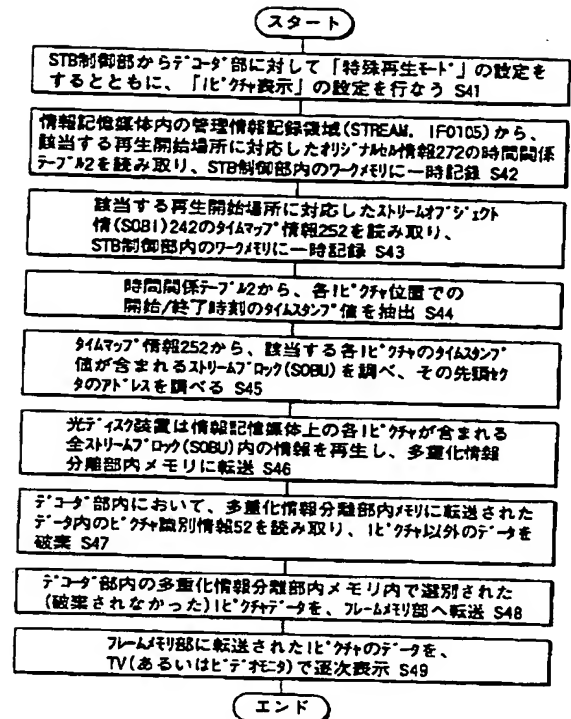 スタート
STB制御部からデコーダ部に対して「特殊再生モード」の設定を
するとともに、「Iピクチャ表示」の設定を行なう S41
情報記憶媒体内の管理情報記録領域(STREAM. IFO105)から、
該当する再生開始場所に対応したオリジナルセル情報272の時間関係
テーブル2を読み取り、STB制御部内のワークメモリに一時記録 S42
該当する再生開始場所に対応したストリームオブジェクト
情(SOBI)242のタイムマップ情報252を読み取り、
STB制御部内のワークメモリに一時記録 S43
時間関係テーブル2から、各Iピクチャ位置での
開始/終了時刻のタイムスタンプ値を抽出 S44
タイムマップ情報252から、該当する各Iピクチャのタイムスタンプ
値が含まれるストリームブロック(SOBU)を調べ、その先頭セク
タのアドレスを調べる S45
光ディスク装置は情報記憶媒体上の各Iピクチャが含まれる
全ストリームブロック(SOBU)内の情報を再生し、多重化情報
分離部内メモリに転送 S46
デコーダ部内において、多重化情報分離部内メモリに転送された
データ内のピクチャ識別情報52を読み取り、Iピクチャ以外のデータを
破棄 S47
デコーダ部内の多重化情報分離部内メモリ内で選別された
(破棄されなかった)Iピクチャデータを、フレームメモリ部へ転送 S48
フレームメモリ部に転送されたIピクチャのデータを、
TV(あるいはビデオモニタ)で逐次表示 S49
エンド